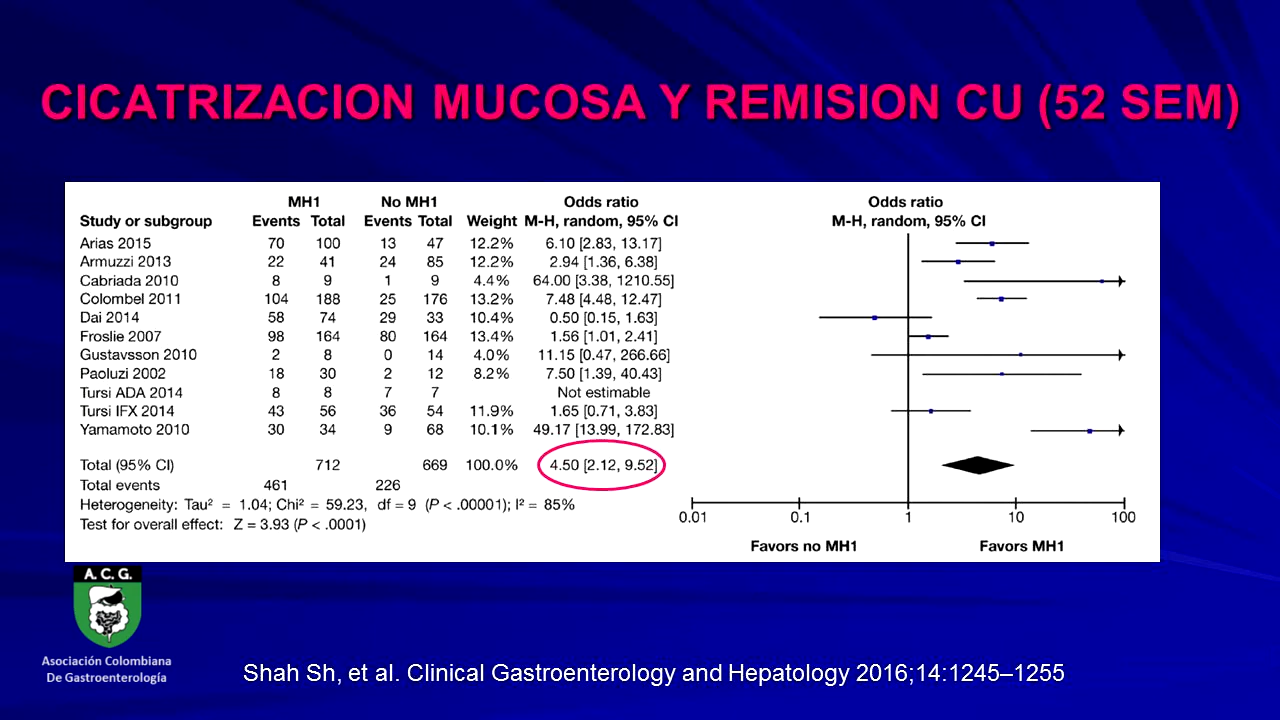 CICATRIZACION MUCOSA Y REMISION CU (52 SEM)
MH1 No MH1 Odds ratio Odds ratio
Study or subgroup Events Total Events Total Weight M-H, random, 95% CI M-H, random, 95% CI
Arias 2015 70 100 13 47 12.2% 6.10 [2.83, 13.17]
Armuzzi 2013 22 41 24 85 12.2% 2.94 [1.36, 6.38]
Cabriada 2010 8 9 1 9 4.4% 64.00 [3.38, 1210.55]
Colombel 2011 104 188 25 176 13.2% 7.48 [4.48, 12.47]
Dai 2014 58 74 29 33 10.4% 0.50 [0.15, 1.63]
Froslie 2007 98 164 80 164 13.4% 1.56 [1.01, 2.41]
Gustavsson 2010 2 8 0 14 4.0% 11.15 [0.47, 266.66]
Paoluzi 2002 18 30 2 12 8.2% 7.50 [1.39, 40.43]
Tursi ADA 2014 8 8 7 7 Not estimable
Tursi IFX 2014 43 56 36 54 11.9% 1.65 [0.71, 3.83]
Yamamoto 2010 30 34 9 68 10.1% 49.17 [13.99, 172.83]
Total (95% CI) 712 669 100.0% 4.50 [2.12, 9.52]
Total events 461 226
Heterogeneity: Tau² = 1.04; Chi² = 59.23, df = 9 (P < .00001); I² = 85%
Test for overall effect: Z = 3.93 (P < .0001)
0.01 0.1 1 10 100
Favors no MH1 Favors MH1
A. C. G.
Asociación Colombiana
De Gastroenterología
Shah Sh, et al. Clinical Gastroenterology and Hepatology 2016;14:1245–1255